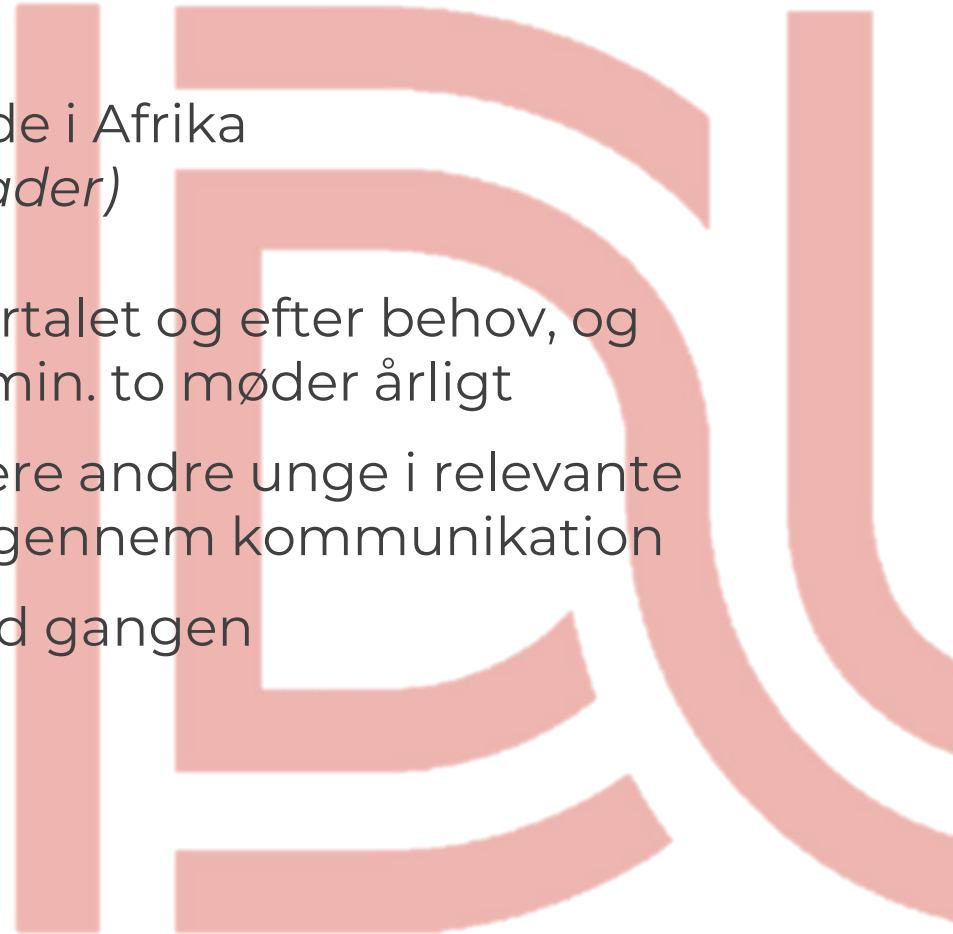 de i Afrika
ader)
rtalet og efter behov, og
min. to møder årligt
ere andre unge i relevante
gennem kommunikation
d gangen